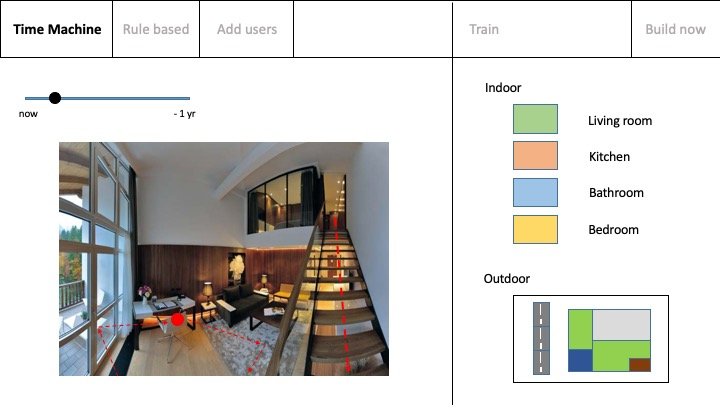 Time Machine
Rule based
Add users
Train
Build now
now
- 1 yr
Indoor
Living room
Kitchen
Bathroom
Bedroom
Outdoor